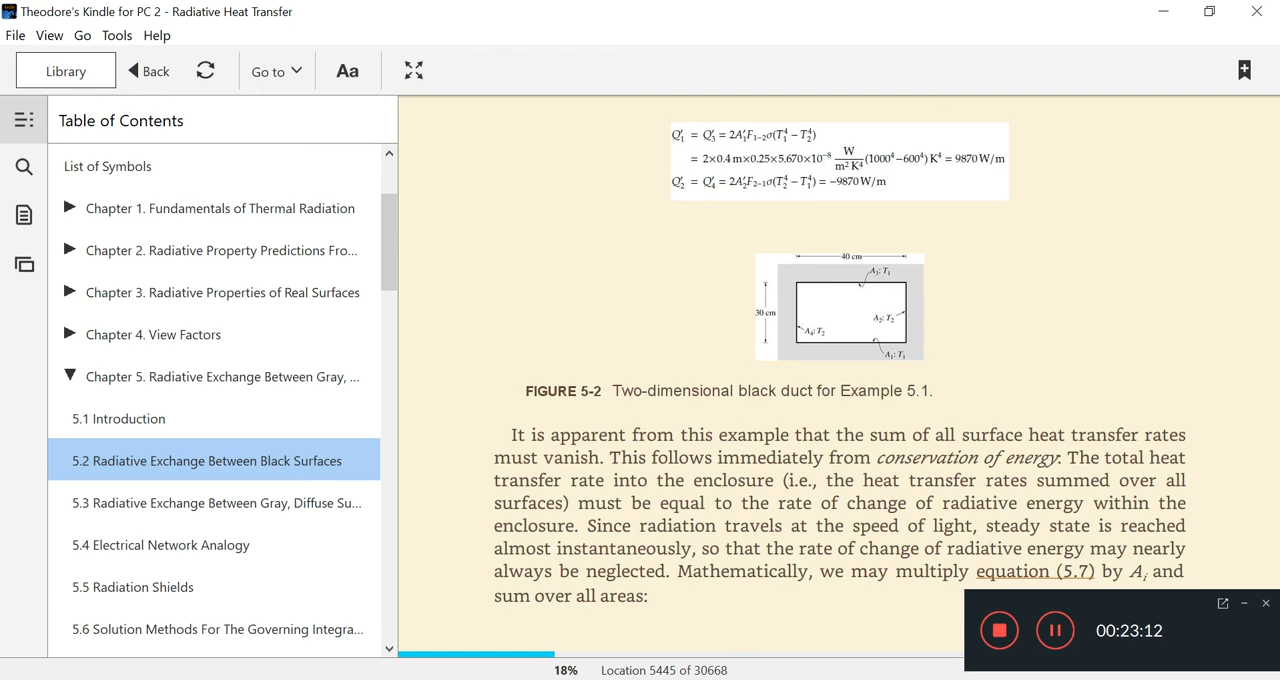 Theodore's Kindle for PC 2 - Radiative Heat Transfer
File View Go Tools Help
Library Back Go to Aa
Table of Contents
List of Symbols
Chapter 1. Fundamentals of Thermal Radiation
Chapter 2. Radiative Property Predictions Fro...
Chapter 3. Radiative Properties of Real Surfaces
Chapter 4. View Factors
Chapter 5. Radiative Exchange Between Gray, ...
5.1 Introduction
5.2 Radiative Exchange Between Black Surfaces
5.3 Radiative Exchange Between Gray, Diffuse Su...
5.4 Electrical Network Analogy
5.5 Radiation Shields
5.6 Solution Methods For The Governing Integra...
Q′₁ = Q′₃ = 2A′₁F₁₋₂σ(T₁⁴ − T₂⁴)
= 2×0.4 m×0.25×5.670×10⁻⁸ W/m² K⁴ (1000⁴−600⁴) K⁴ = 9870 W/m
Q′₂ = Q′₄ = 2A′₂F₂₋₁σ(T₂⁴ − T₁⁴) = −9870 W/m
40 cm
A₃: T₁
30 cm
A₂: T₂
A₄: T₂
A₁: T₁
FIGURE 5-2 Two-dimensional black duct for Example 5.1.
It is apparent from this example that the sum of all surface heat transfer rates
must vanish. This follows immediately from conservation of energy. The total heat
transfer rate into the enclosure (i.e., the heat transfer rates summed over all
surfaces) must be equal to the rate of change of radiative energy within the
enclosure. Since radiation travels at the speed of light, steady state is reached
almost instantaneously, so that the rate of change of radiative energy may nearly
always be neglected. Mathematically, we may multiply equation (5.7) by Aᵢ and
sum over all areas:
00:23:12
18% Location 5445 of 30668